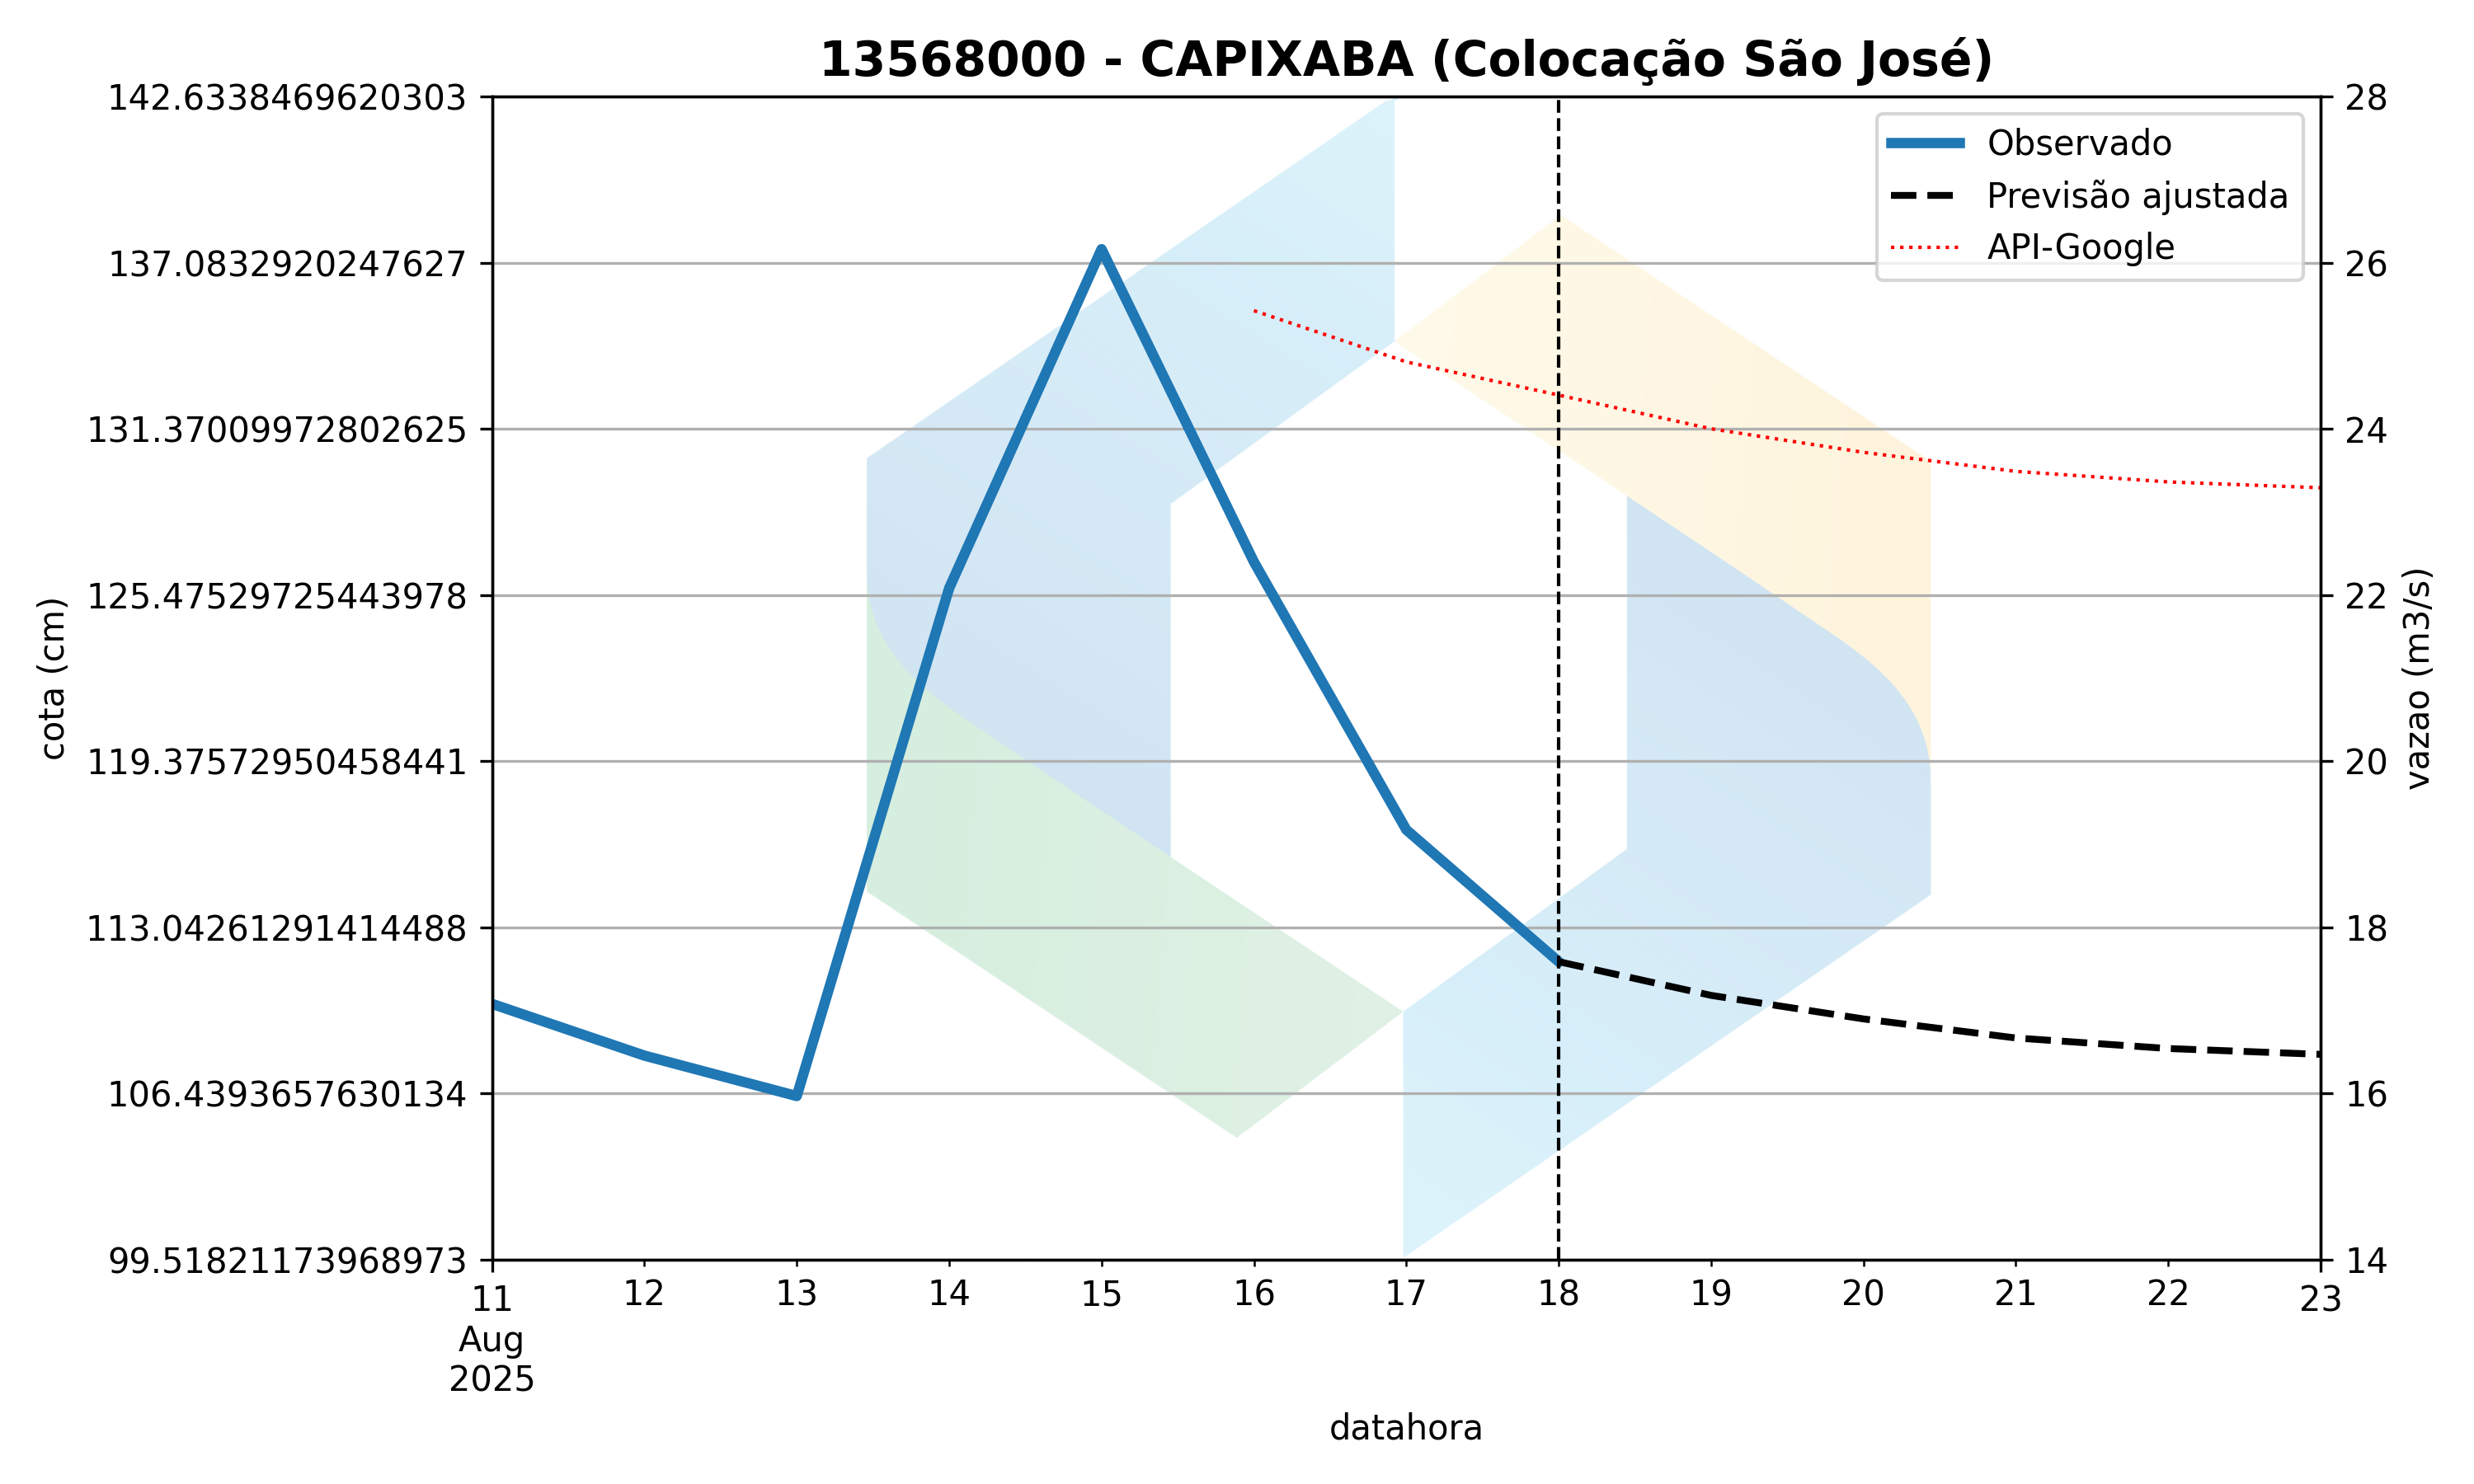 13568000 - CAPIXABA (Colocação São José)
142.6338469620303
137.0832920247627
131.37009972802625
125.47529725443978
119.37572950458441
113.04261291414488
106.4393657630134
99.51821173968973
cota (cm)
28
26
24
22
20
18
16
14
vazao (m3/s)
Observado
Previsão ajustada
API-Google
11 12 13 14 15 16 17 18 19 20 21 22 23
Aug
2025
datahora